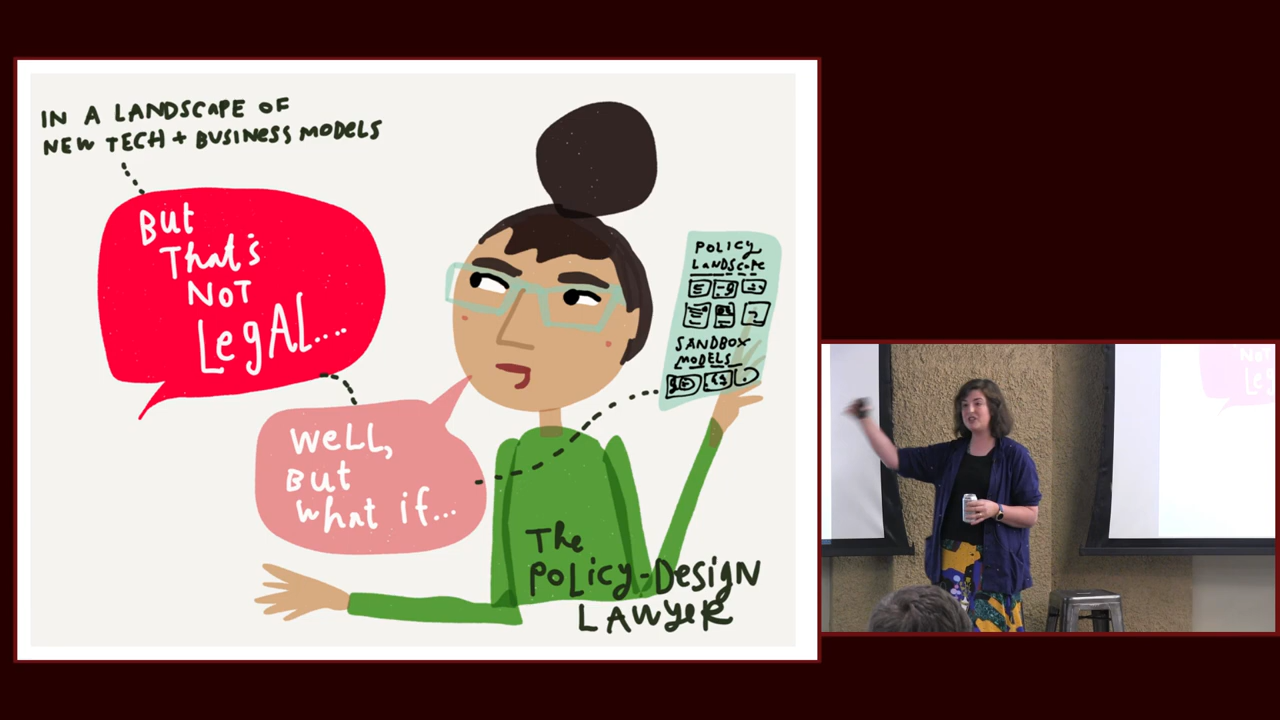 IN A LANDSCAPE OF
NEW TECH + BUSINESS MODELS
BUT
THAT'S
NOT
LEGAL....
WELL,
BUT
WHAT IF...
POLICY
LANDSCAPE
SANDBOX
MODELS
THE
POLICY-DESIGN
LAWYER
NOT